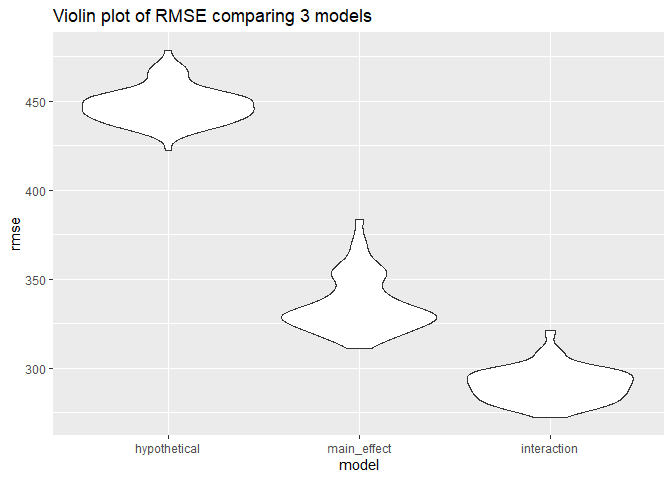 Violin plot of RMSE comparing 3 models
450
400
350
300
rmse
hypothetical
main_effect
interaction
model